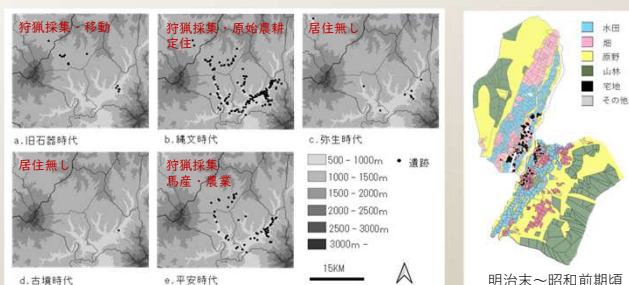 狩猟採集・移動
狩猟採集・原始農耕
定住
居住無し
a.旧石器時代
b.縄文時代
c.弥生時代
居住無し
狩猟採集
馬産・農業
d.古墳時代
e.平安時代
500-1000m
1000-1500m
1500-2000m
2000-2500m
2500-3000m
3000m -
遺跡
15KM
水田
畑
原野
山林
宅地
その他
明治末～昭和前期頃